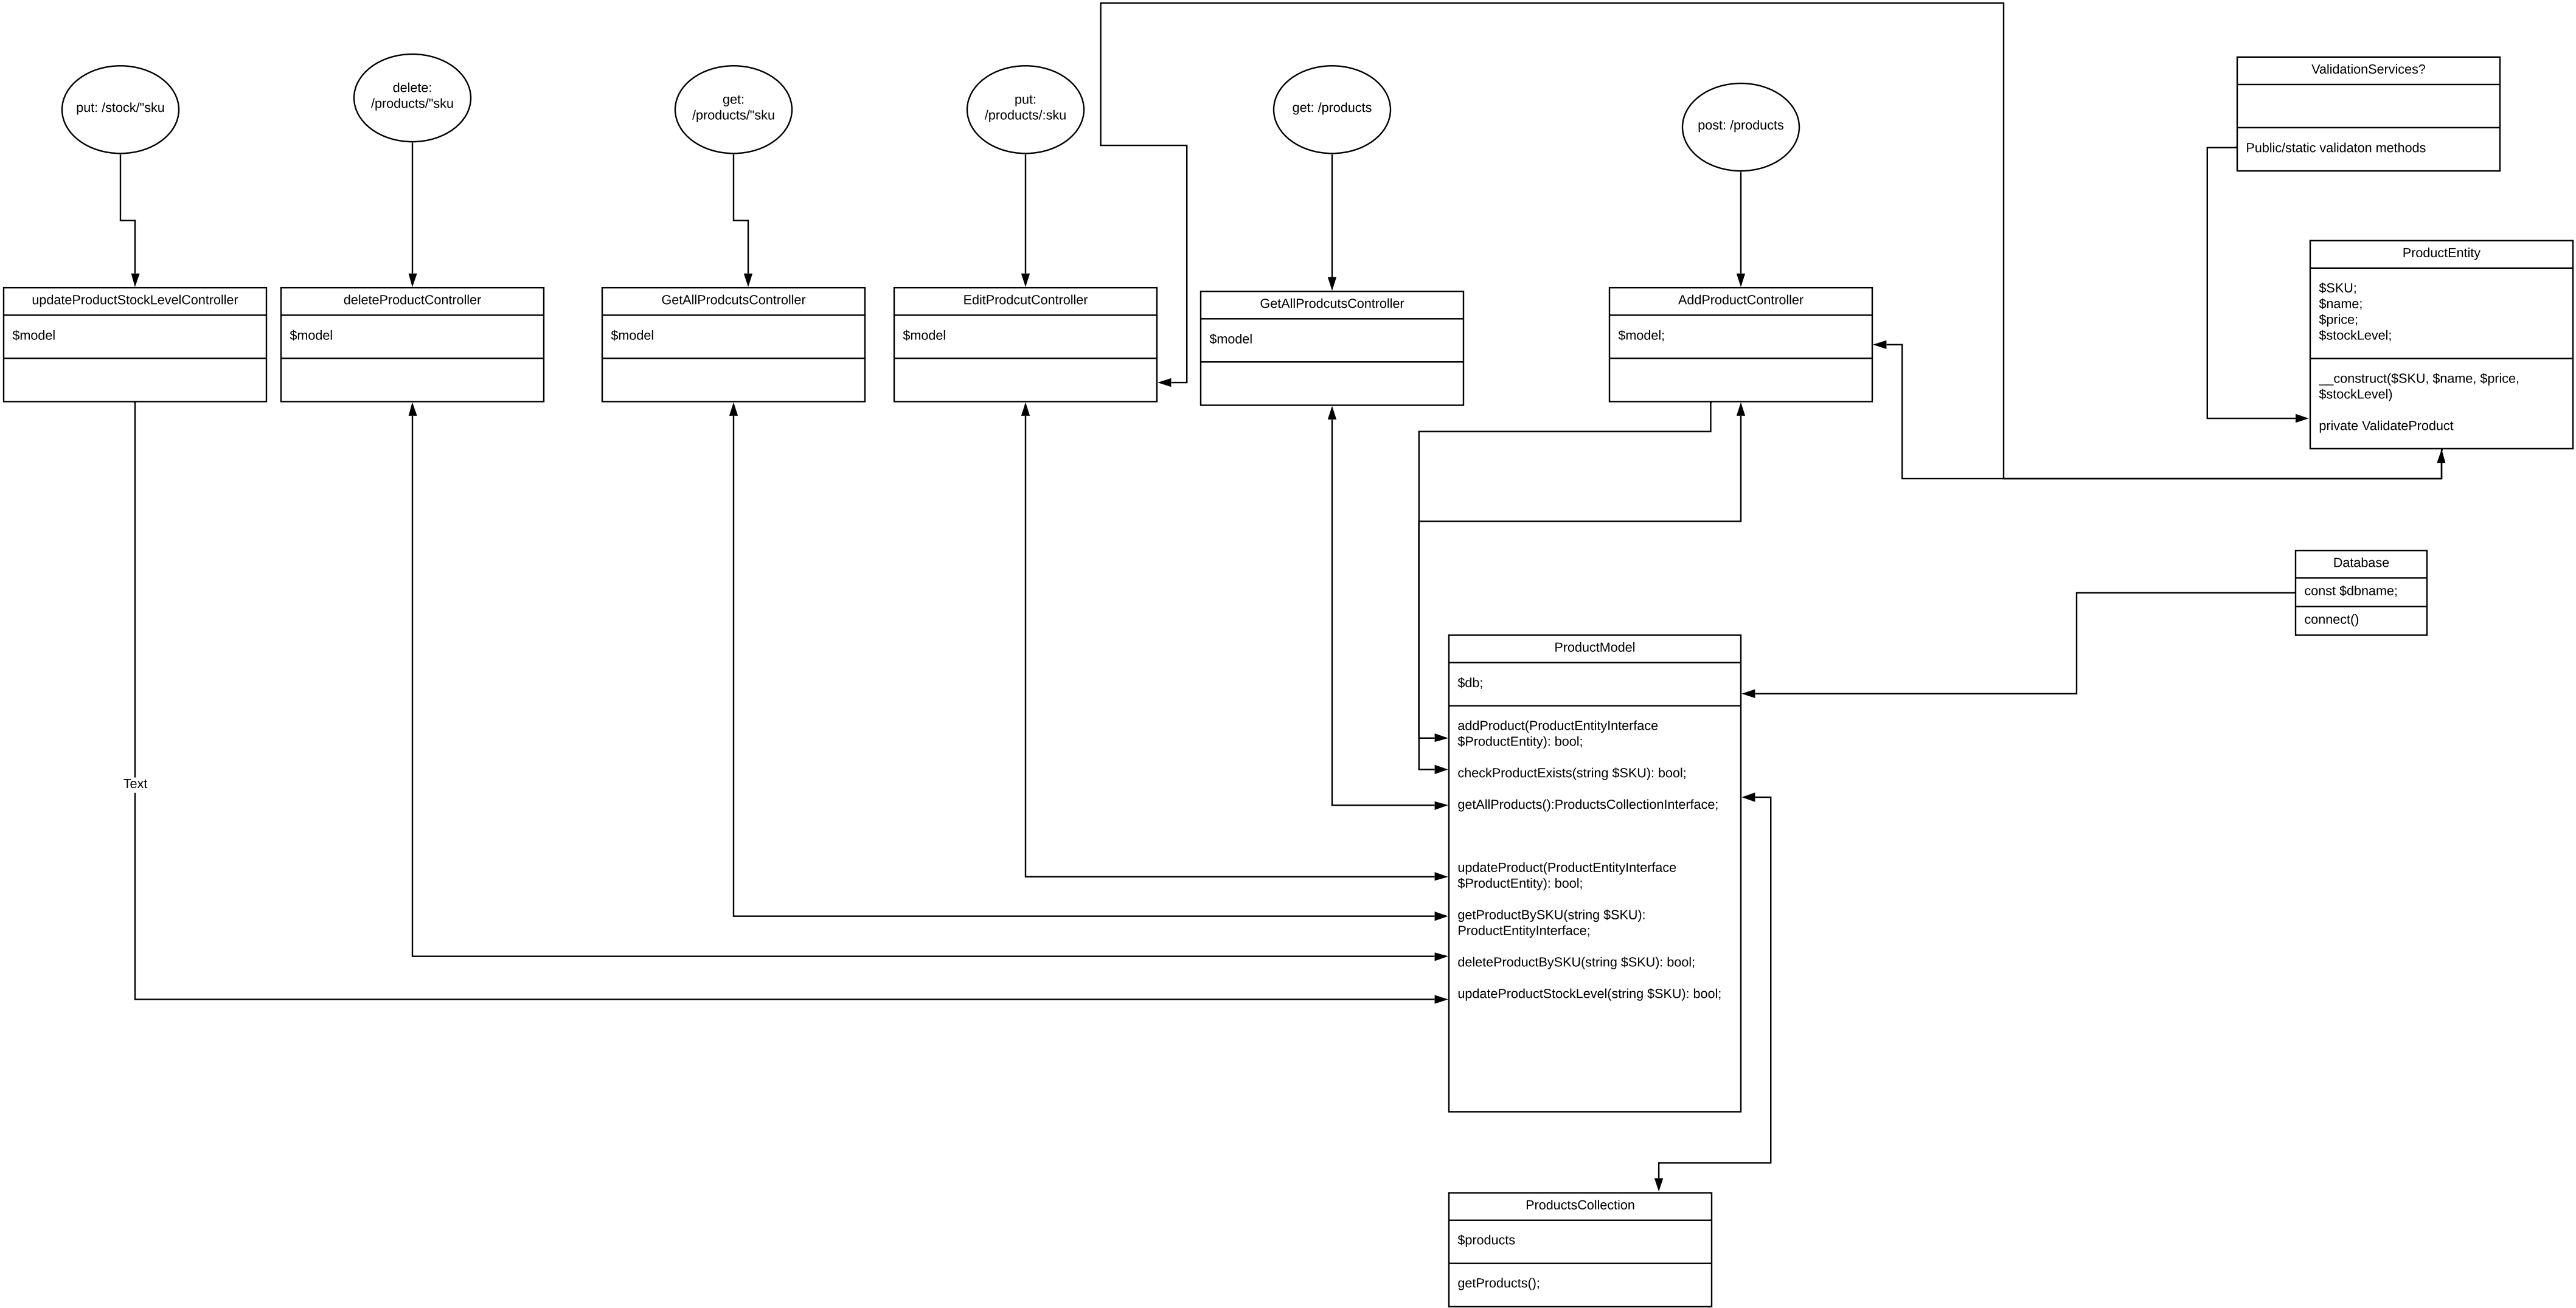 put: /stock/"sku
delete:
/products/"sku
get:
/products/"sku
put:
/products/:sku
get: /products
post: /products
ValidationServices?
Public/static validaton methods
updateProductStockLevelController
$model
deleteProductController
$model
GetAllProdcutsController
$model
EditProdcutController
$model
GetAllProdcutsController
$model
AddProductController
$model;
ProductEntity
$SKU;
$name;
$price;
$stockLevel;
__construct($SKU, $name, $price,
$stockLevel)
private ValidateProduct
Database
const $dbname;
connect()
ProductModel
$db;
addProduct(ProductEntityInterface
$ProductEntity): bool;
checkProductExists(string $SKU): bool;
getAllProducts():ProductsCollectionInterface;
updateProduct(ProductEntityInterface
$ProductEntity): bool;
getProductBySKU(string $SKU):
ProductEntityInterface;
deleteProductBySKU(string $SKU): bool;
updateProductStockLevel(string $SKU): bool;
Text
ProductsCollection
$products
getProducts();